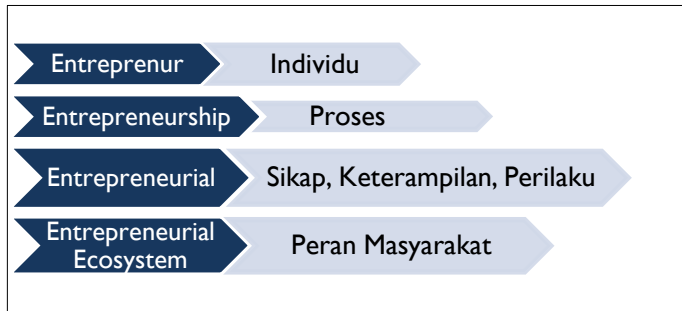 Entreprenur
Individu
Entrepreneurship
Proses
Entrepreneurial
Sikap, Keterampilan, Perilaku
Entrepreneurial
Ecosystem
Peran Masyarakat